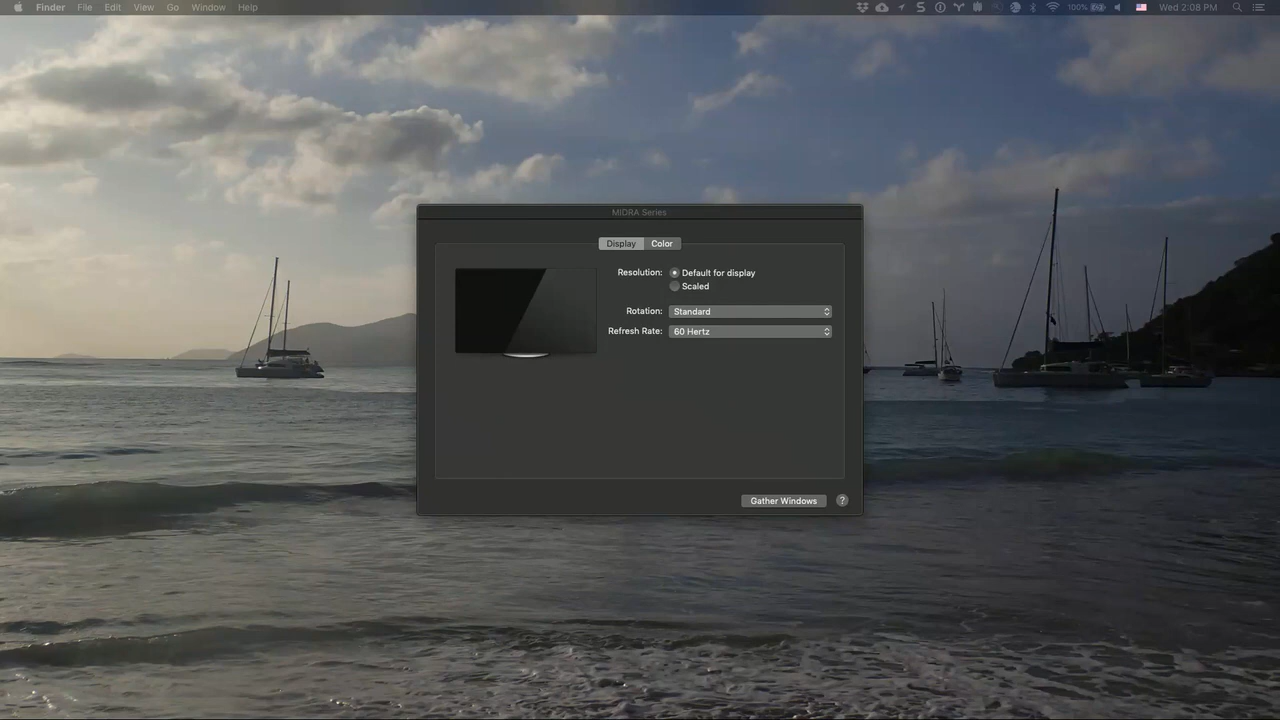 Finder File Edit View Go Window Help 100% Wed 2:08 PM
MIDRA Series
Display Color
Resolution: Default for display
Scaled
Rotation: Standard
Refresh Rate: 60 Hertz
Gather Windows ?